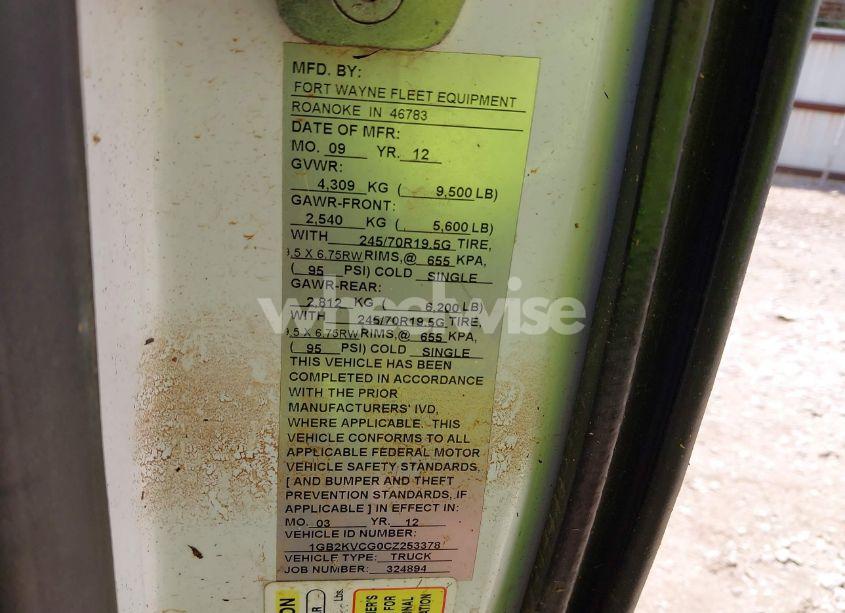 MFD. BY:
FORT WAYNE FLEET EQUIPMENT
ROANOKE IN 46783
DATE OF MFR:
MO. 09 YR. 12
GVWR:
4,309 KG ( 9,500 LB)
GAWR-FRONT:
2,540 KG ( 5,600 LB)
WITH 245/70R19.5G TIRE,
9.5 X 6.75RW RIMS,@ 655 KPA,
( 95 PSI) COLD SINGLE
GAWR-REAR:
2,812 KG ( 6,200 LB)
WITH 245/70R19.5G TIRE,
9.5 X 6.75RW RIMS,@ 655 KPA,
( 95 PSI) COLD SINGLE
THIS VEHICLE HAS BEEN
COMPLETED IN ACCORDANCE
WITH THE PRIOR
MANUFACTURERS' IVD,
WHERE APPLICABLE. THIS
VEHICLE CONFORMS TO ALL
APPLICABLE FEDERAL MOTOR
VEHICLE SAFETY STANDARDS,
[ AND BUMPER AND THEFT
PREVENTION STANDARDS, IF
APPLICABLE ] IN EFFECT IN:
MO. 03 YR. 12
VEHICLE ID NUMBER:
1GB2KVCG0CZ253378
VEHICLE TYPE: TRUCK
JOB NUMBER: 324894
wheelwise
Lbs.
FOR